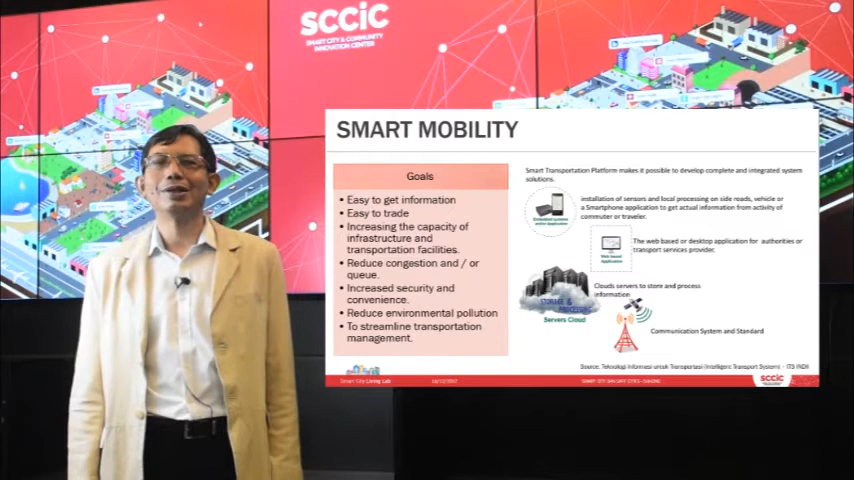 SCCIC
SMART CITY & COMMUNITY
INNOVATION CENTER
SMART MOBILITY
Goals
• Easy to get information
• Easy to trade
• Increasing the capacity of
infrastructure and
transportation facilities.
• Reduce congestion and / or
queue.
• Increased security and
convenience.
• Reduce environmental pollution
• To streamline transportation
management.
Smart Transportation Platform makes it possible to develop complete and integrated system
solutions.
installation of sensors and local processing on side roads, vehicle or
a Smartphone application to get actual information from activity of
commuter or traveler.
The web based or desktop application for authorities or
transport services provider.
Web based
Application
Clouds servers to store and process
information
STORAGE &
PROCESSING
Servers Cloud
Communication System and Standard
Source: Teknologi Informasi untuk Transportasi (Intelligent Transport System) - ITS INDI
Smart City Living Lab
SCCIC